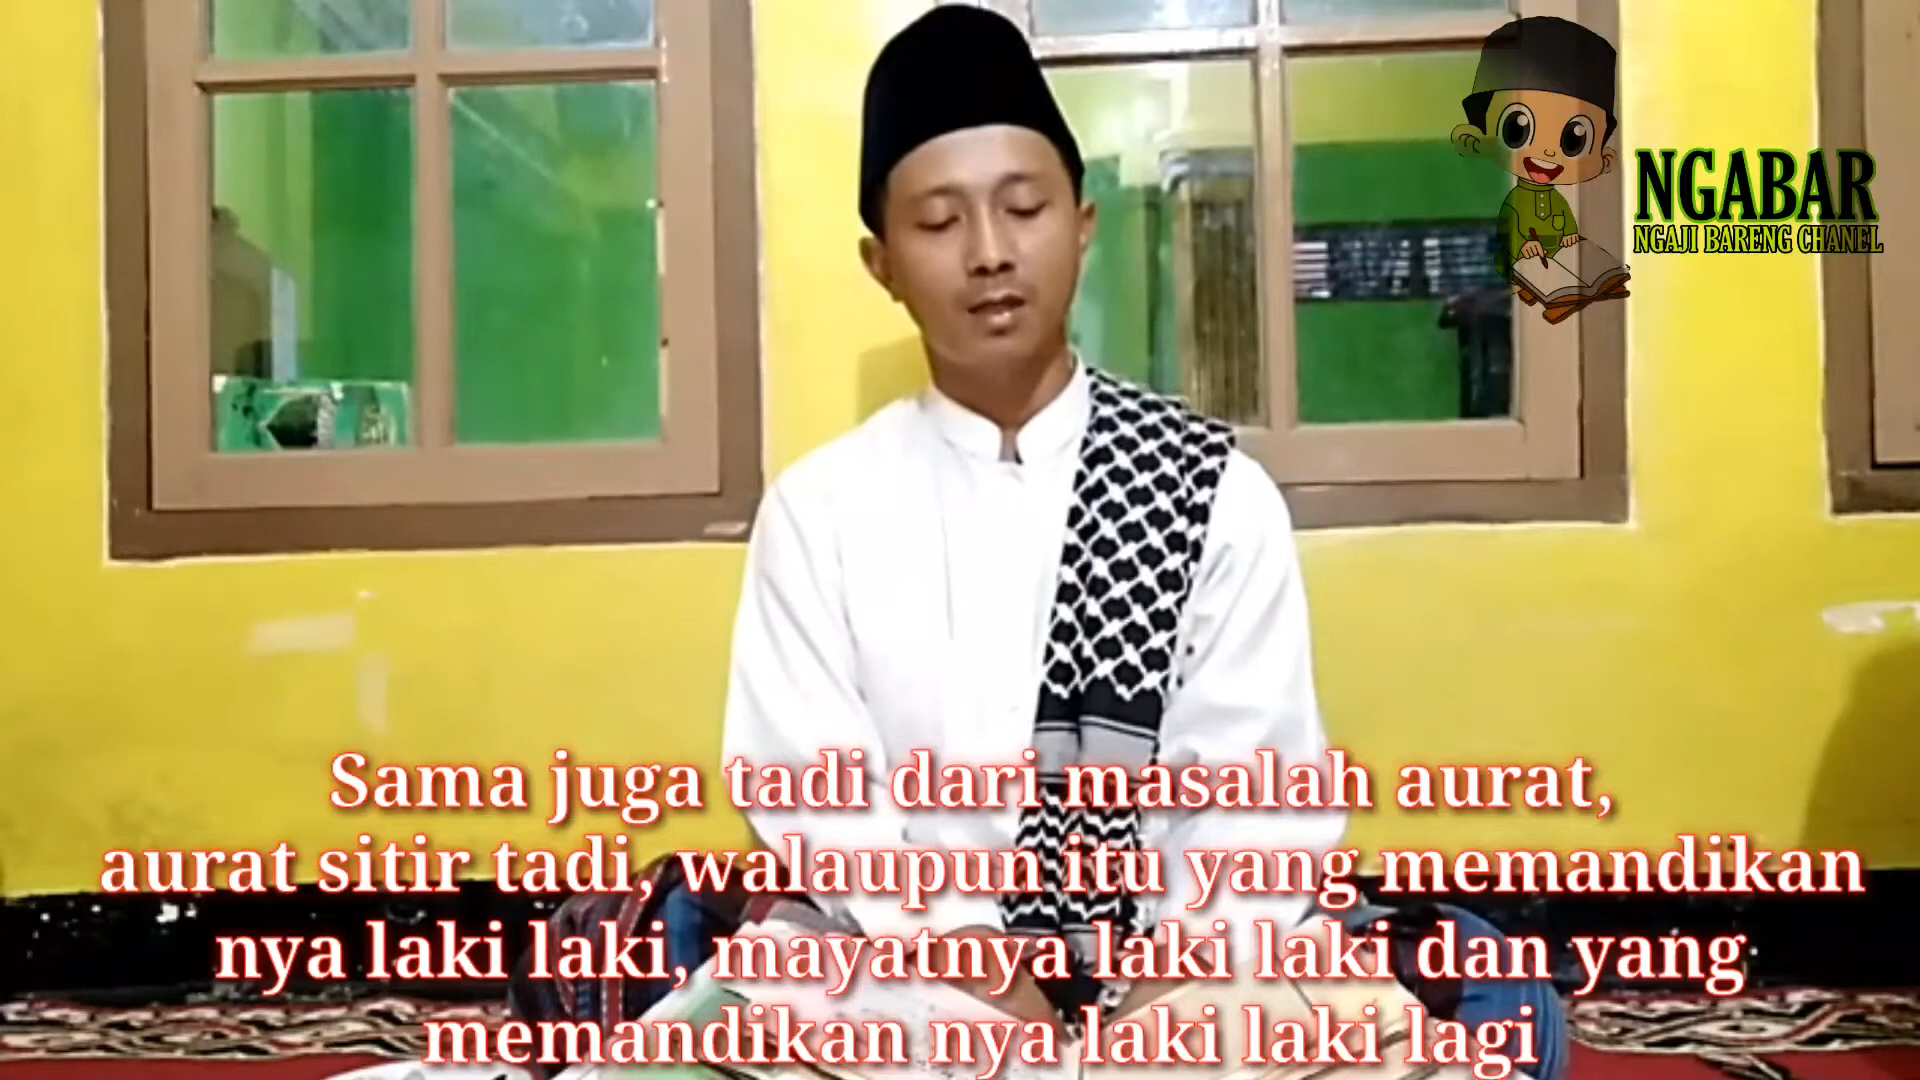 NGABAR
NGAJI BARENG CHANEL
Sama juga tadi dari masalah aurat,
aurat sitir tadi, walaupun itu yang memandikan
nya laki laki, mayatnya laki laki dan yang
memandikan nya laki laki lagi